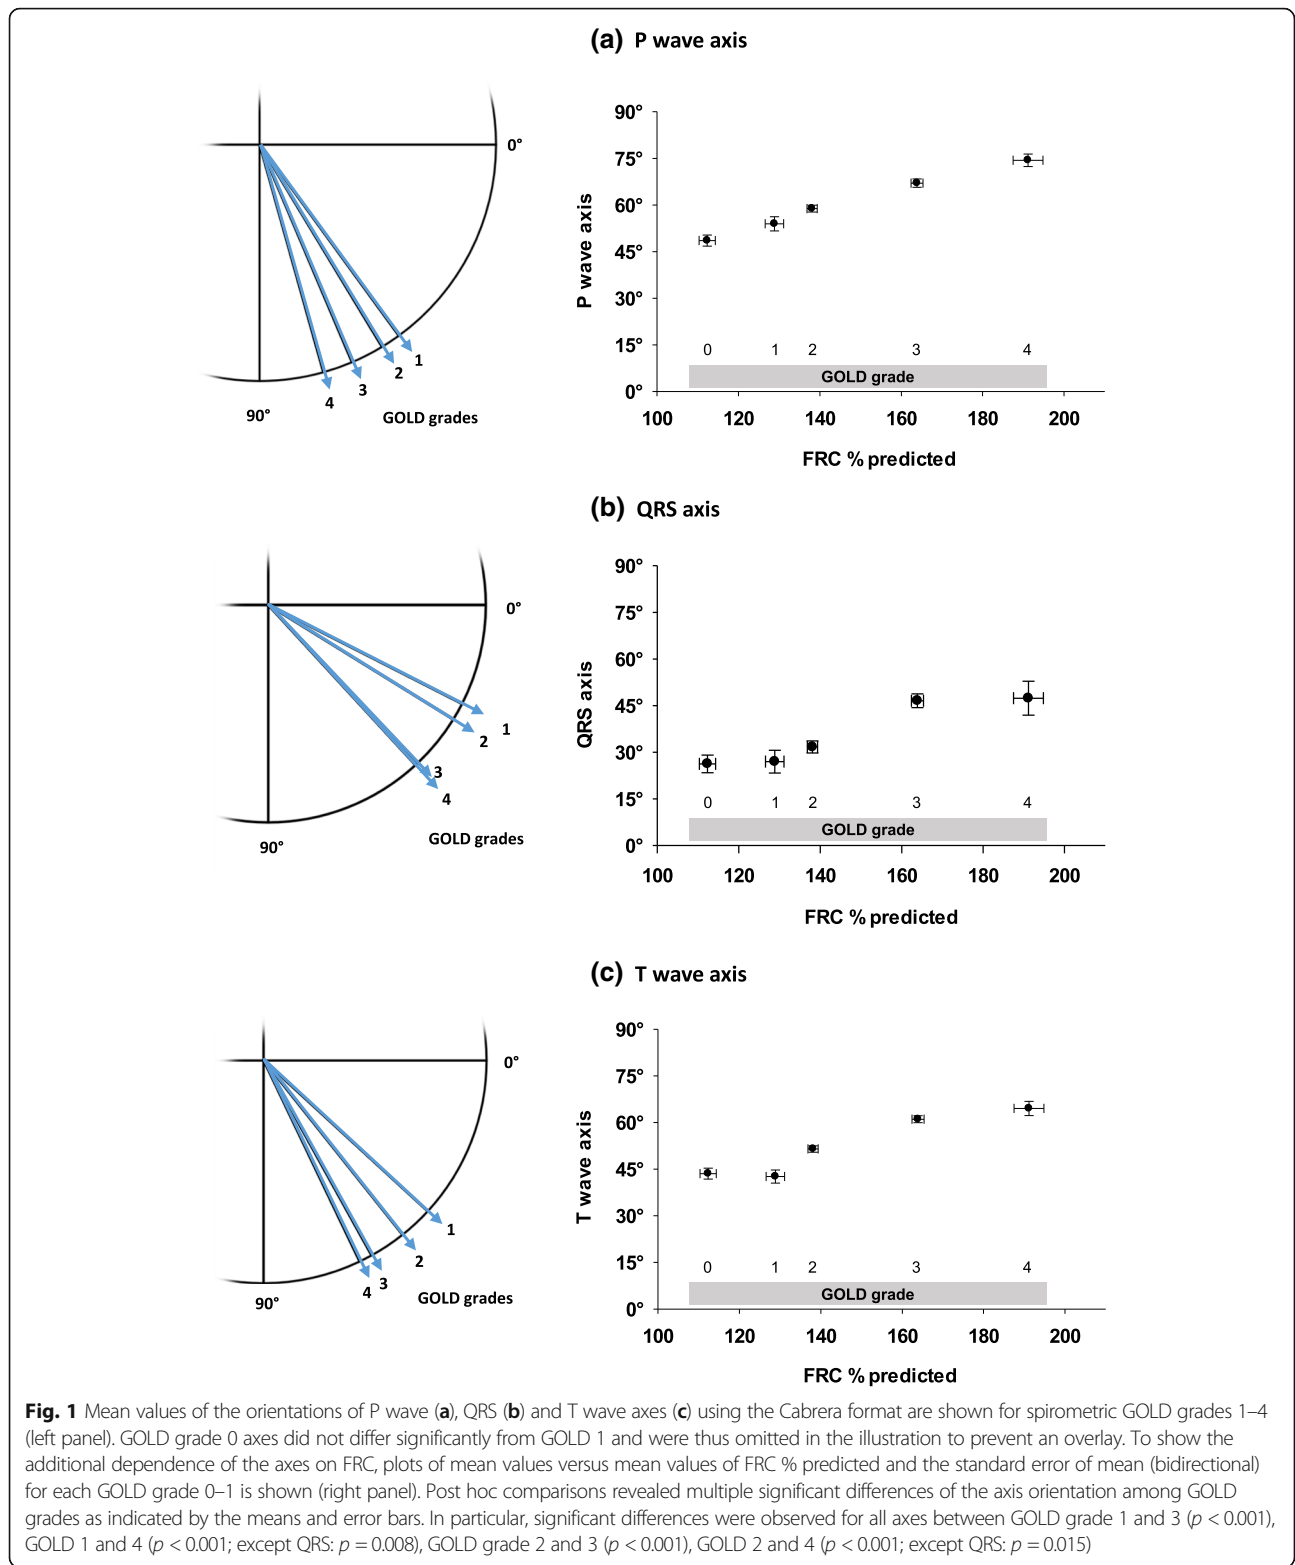 (a) P wave axis
0°
90°
1
2
3
4
GOLD grades
P wave axis
90°
75°
60°
45°
30°
15°
0°
0 1 2 3 4
GOLD grade
100 120 140 160 180 200
FRC % predicted
(b) QRS axis
0°
90°
1
2
3
4
GOLD grades
QRS axis
90°
75°
60°
45°
30°
15°
0°
0 1 2 3 4
GOLD grade
100 120 140 160 180 200
FRC % predicted
(c) T wave axis
0°
90°
1
2
3
4
GOLD grades
T wave axis
90°
75°
60°
45°
30°
15°
0°
0 1 2 3 4
GOLD grade
100 120 140 160 180 200
FRC % predicted
Fig. 1 Mean values of the orientations of P wave (a), QRS (b) and T wave axes (c) using the Cabrera format are shown for spirometric GOLD grades 1–4
(left panel). GOLD grade 0 axes did not differ significantly from GOLD 1 and were thus omitted in the illustration to prevent an overlay. To show the
additional dependence of the axes on FRC, plots of mean values versus mean values of FRC % predicted and the standard error of mean (bidirectional)
for each GOLD grade 0–1 is shown (right panel). Post hoc comparisons revealed multiple significant differences of the axis orientation among GOLD
grades as indicated by the means and error bars. In particular, significant differences were observed for all axes between GOLD grade 1 and 3 (p < 0.001),
GOLD 1 and 4 (p < 0.001; except QRS: p = 0.008), GOLD grade 2 and 3 (p < 0.001), GOLD 2 and 4 (p < 0.001; except QRS: p = 0.015)